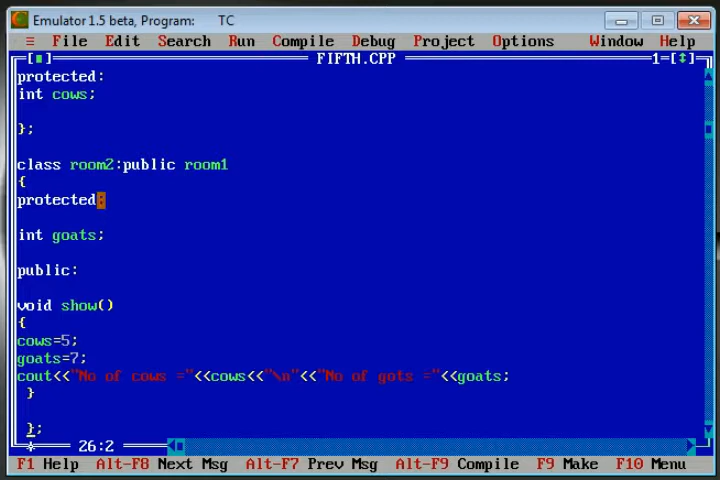 Emulator 1.5 beta, Program: TC
≡ File Edit Search Run Compile Debug Project Options Window Help
[■] FIFTH.CPP 1=[↕]
protected:
int cows;
};
class room2:public room1
{
protected:
int goats;
public:
void show()
{
cows=5;
goats=7;
cout<<"No of cows ="<<cows<<"\n"<<"No of gots ="<<goats;
}
};
* 26:2
F1 Help Alt-F8 Next Msg Alt-F7 Prev Msg Alt-F9 Compile F9 Make F10 Menu